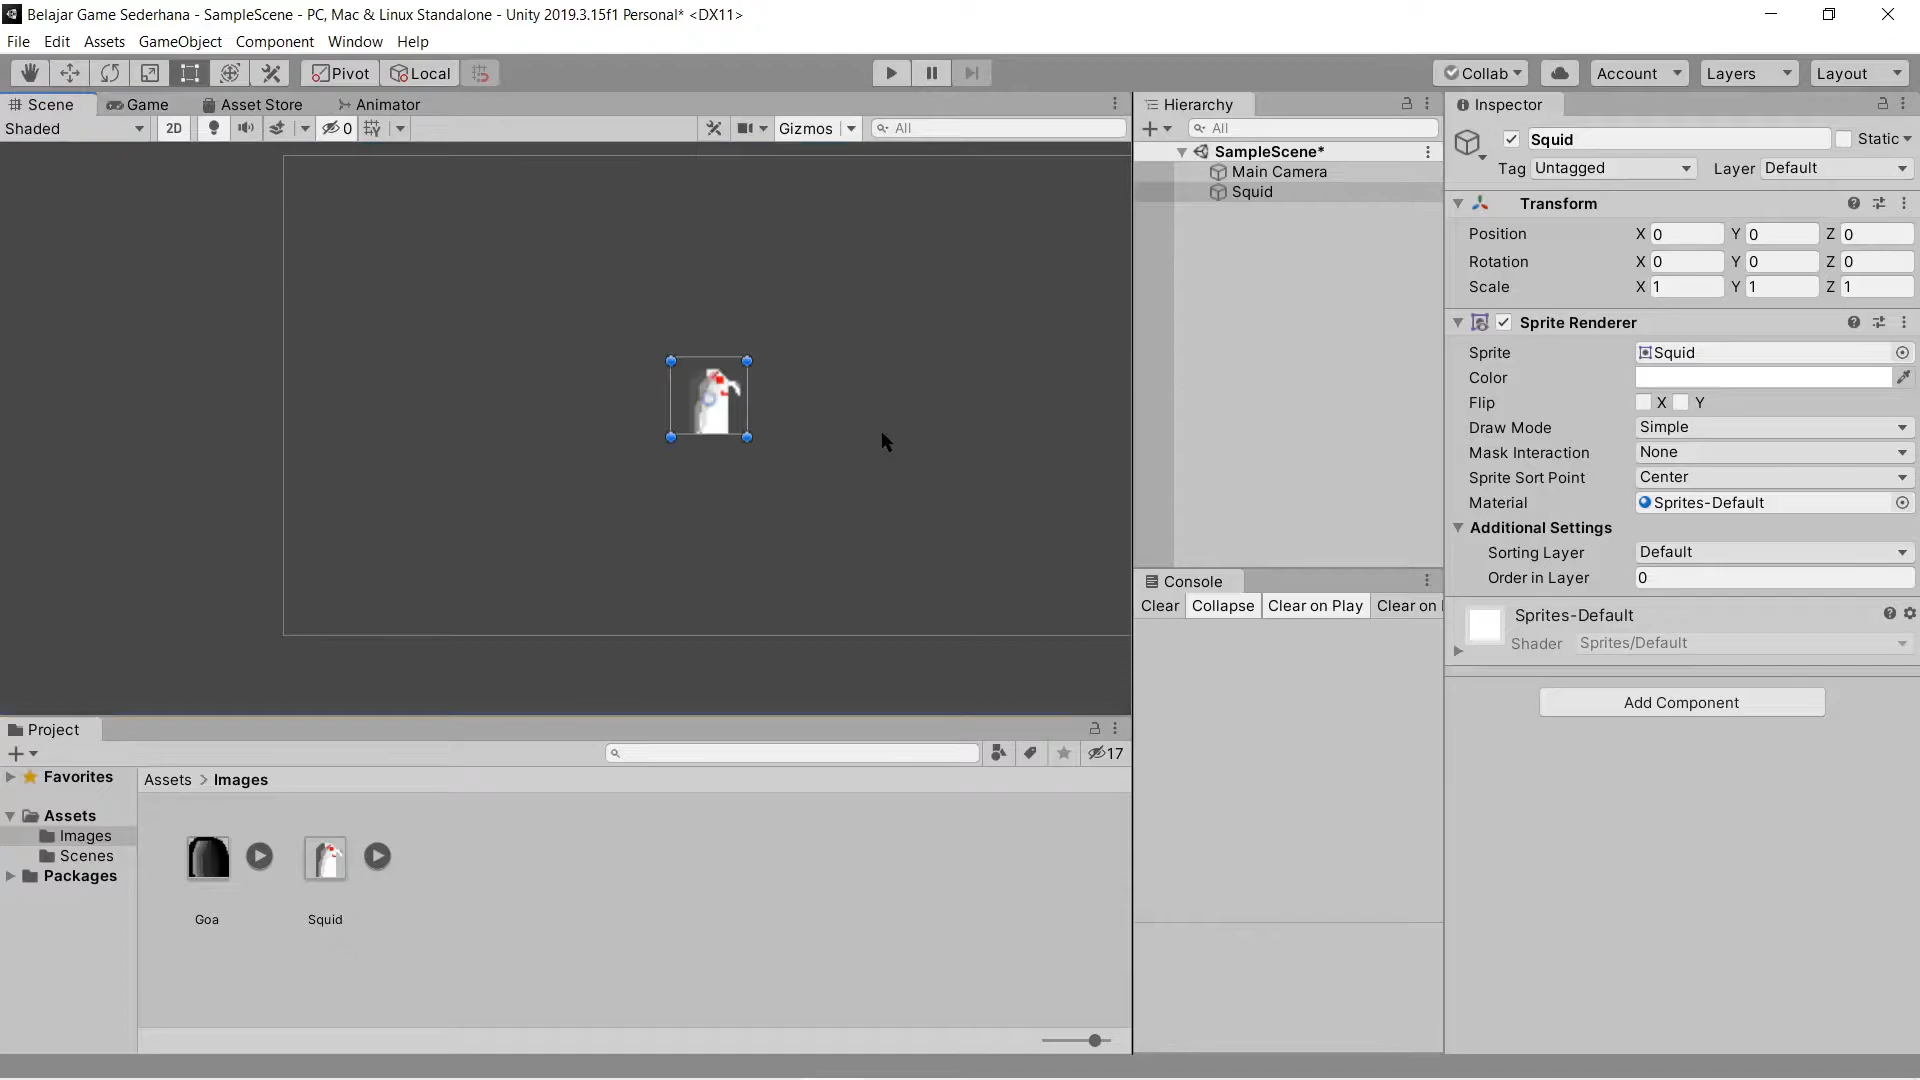 Belajar Game Sederhana - SampleScene - PC, Mac & Linux Standalone - Unity 2019.3.15f1 Personal* <DX11>
File Edit Assets GameObject Component Window Help
Pivot Local Collab Account Layers Layout
Scene Game Asset Store Animator
Shaded 2D 0 Gizmos All
Hierarchy
All
SampleScene*
Main Camera
Squid
Console
Clear Collapse Clear on Play Clear on
Inspector
Squid Static
Tag Untagged Layer Default
Transform
Position X 0 Y 0 Z 0
Rotation X 0 Y 0 Z 0
Scale X 1 Y 1 Z 1
Sprite Renderer
Sprite Squid
Color
Flip X Y
Draw Mode Simple
Mask Interaction None
Sprite Sort Point Center
Material Sprites-Default
Additional Settings
Sorting Layer Default
Order in Layer 0
Sprites-Default
Shader Sprites/Default
Add Component
Project
17
Favorites
Assets
Images
Scenes
Packages
Assets > Images
Goa Squid